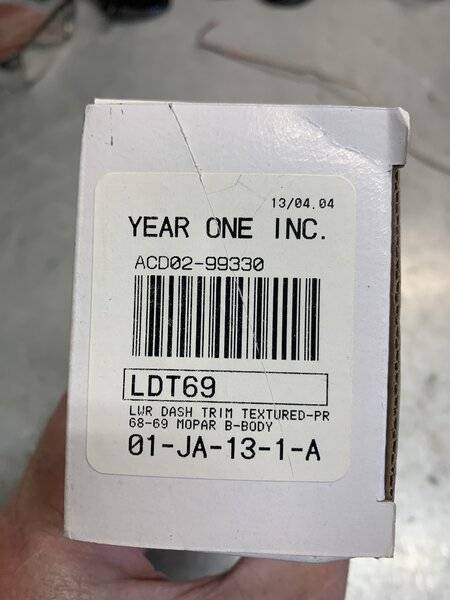 13/04.04
YEAR ONE INC.
ACD02-99330
LDT69
LWR DASH TRIM TEXTURED-PR
68-69 MOPAR B-BODY
01-JA-13-1-A